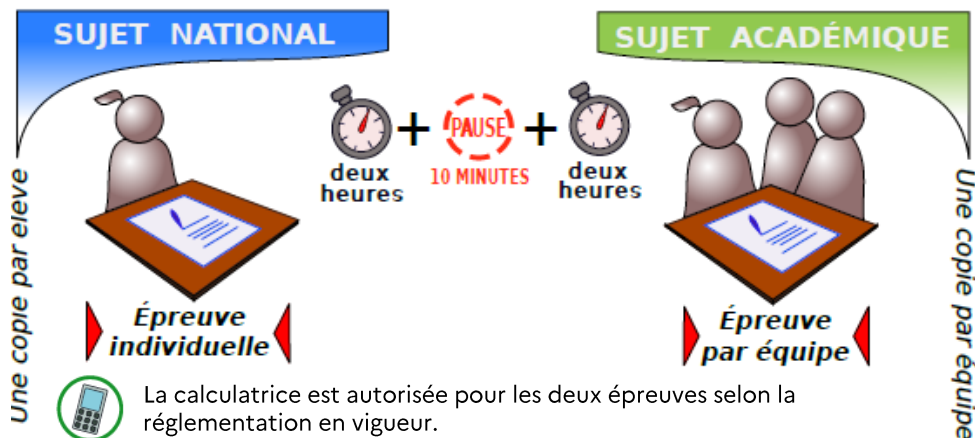 SUJET NATIONAL
SUJET ACADÉMIQUE
Une copie par eleve
deux
heures
+
PAUSE
10 MINUTES
+
deux
heures
Une copie par équipe
Épreuve
individuelle
Épreuve
par équipe
La calculatrice est autorisée pour les deux épreuves selon la
réglementation en vigueur.